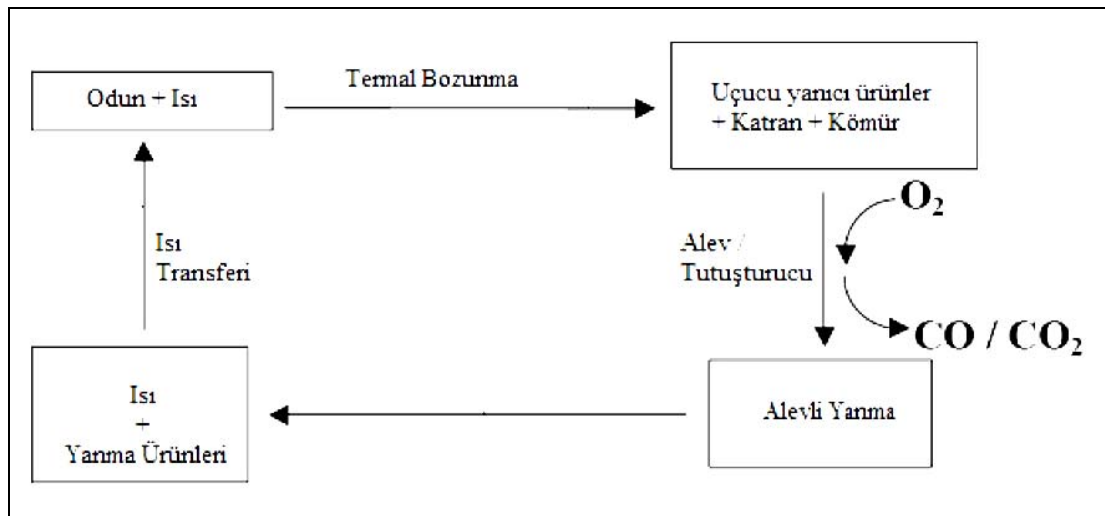 Odun + Isı
Termal Bozunma
Uçucu yanıcı ürünler
+ Katran + Kömür
O₂
Isı
Transferi
Alev /
Tutuşturucu
CO / CO₂
Isı
+
Yanma Ürünleri
Alevli Yanma